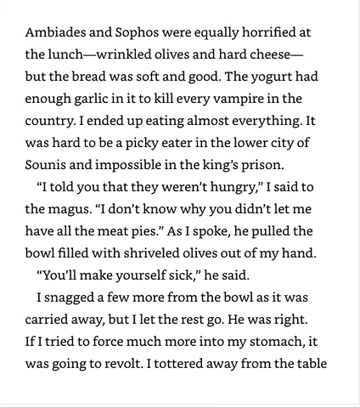 Ambiades and Sophos were equally horrified at
the lunch—wrinkled olives and hard cheese—
but the bread was soft and good. The yogurt had
enough garlic in it to kill every vampire in the
country. I ended up eating almost everything. It
was hard to be a picky eater in the lower city of
Sounis and impossible in the king’s prison.
“I told you that they weren’t hungry,” I said to
the magus. “I don’t know why you didn’t let me
have all the meat pies.” As I spoke, he pulled the
bowl filled with shriveled olives out of my hand.
“You’ll make yourself sick,” he said.
I snagged a few more from the bowl as it was
carried away, but I let the rest go. He was right.
If I tried to force much more into my stomach, it
was going to revolt. I tottered away from the table